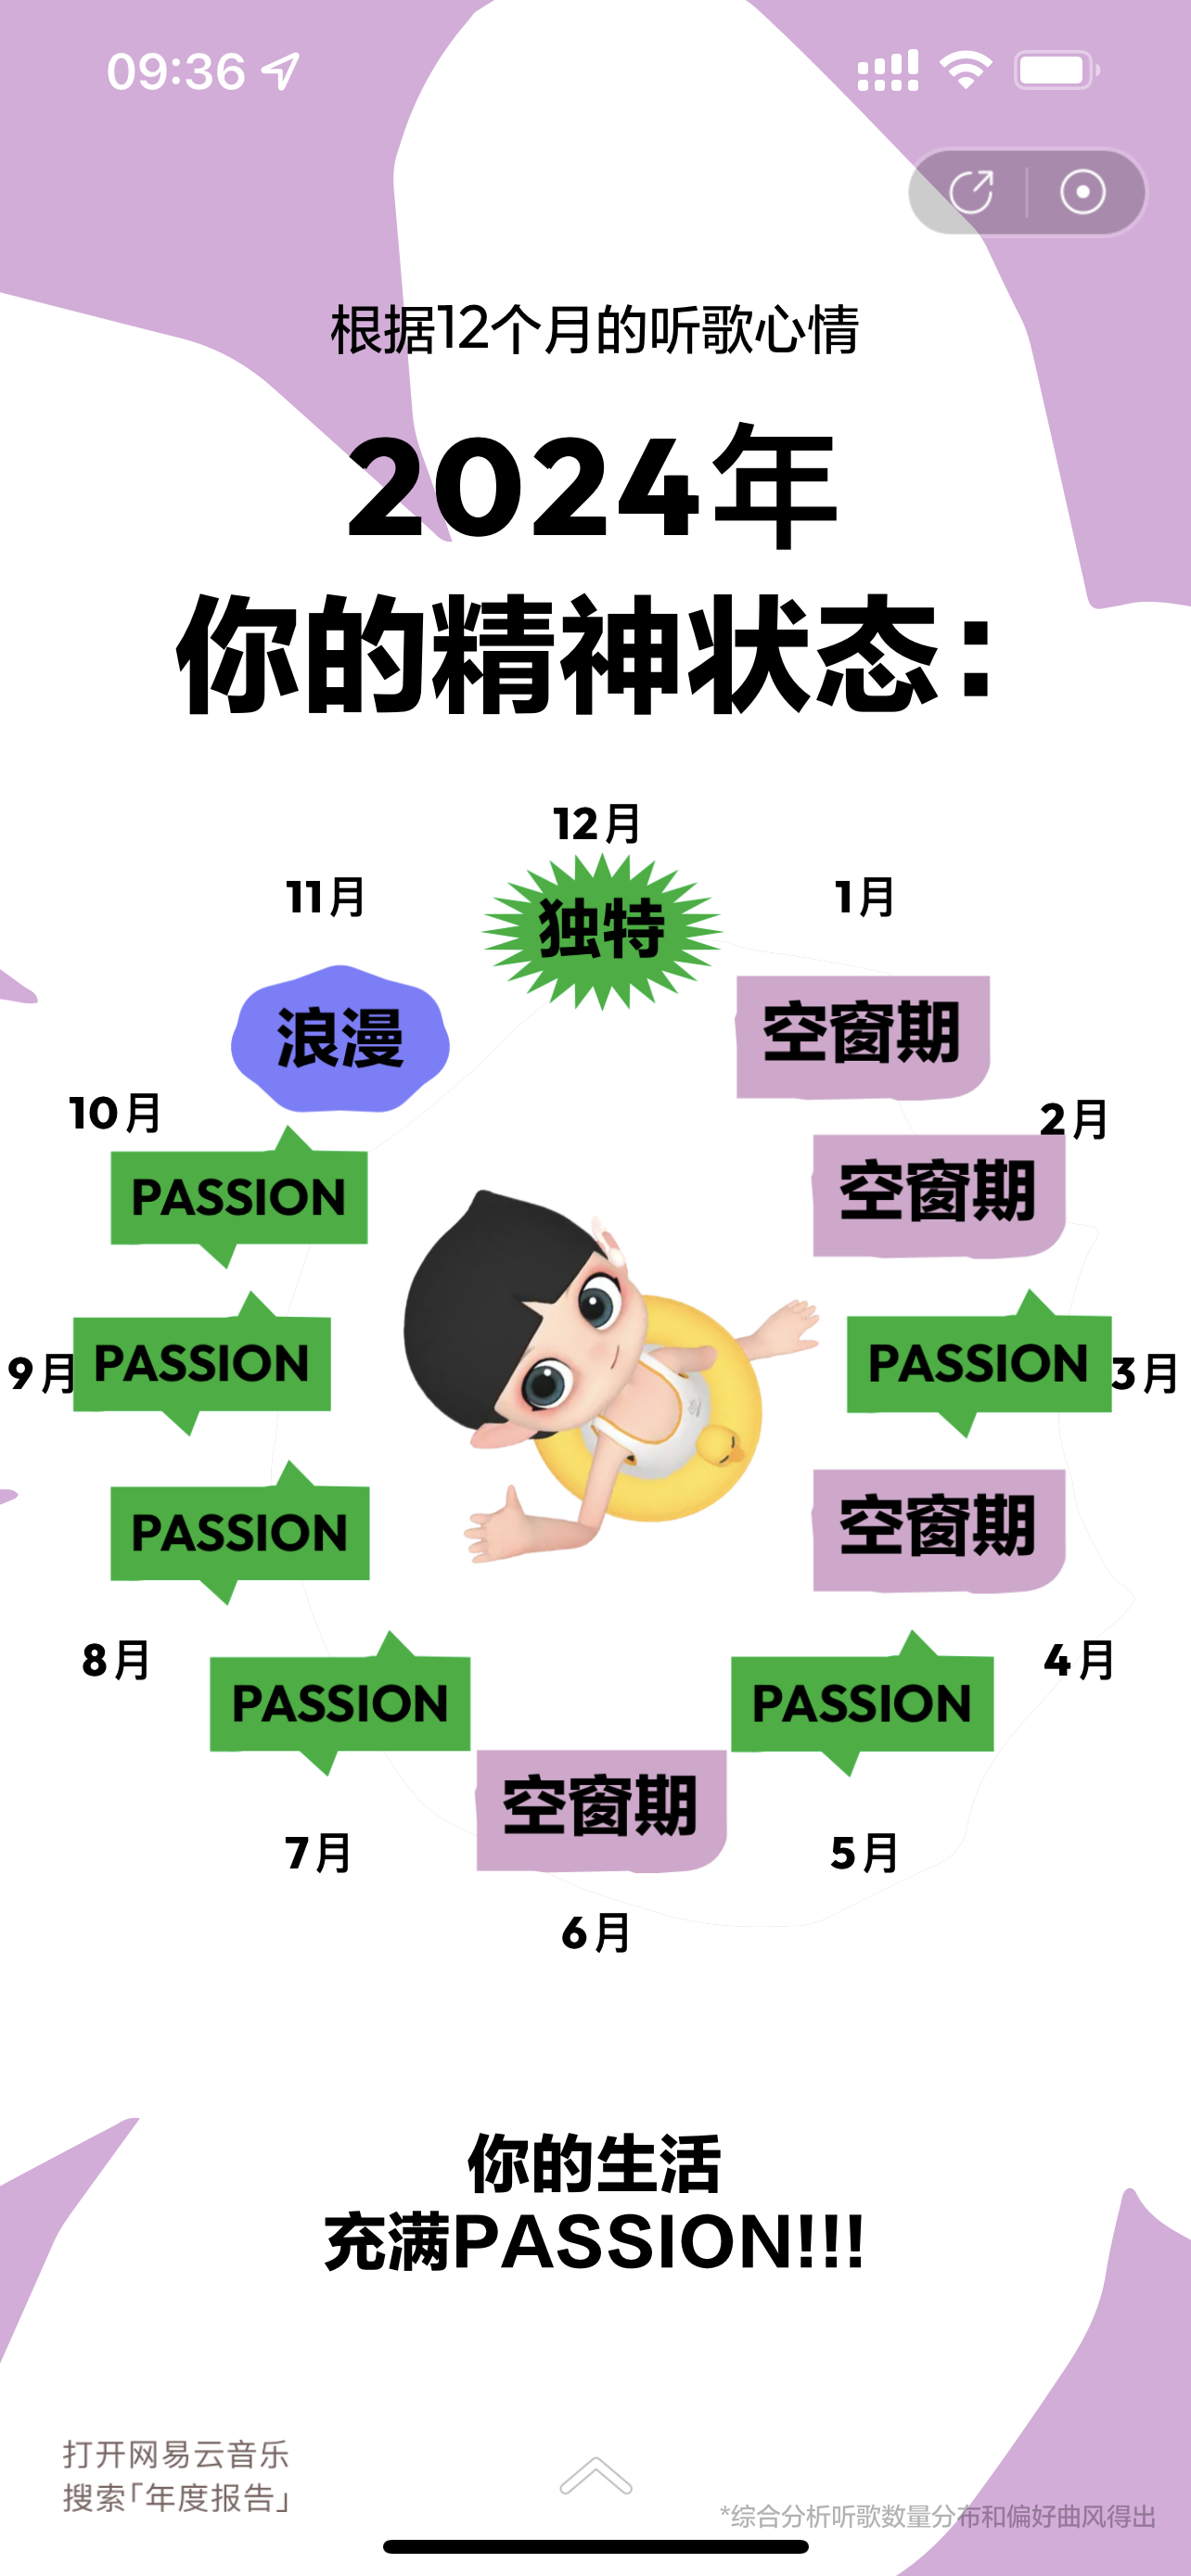 09:36
根据12个月的听歌心情
2024年
你的精神状态：
12月
独特
1月
空窗期
2月
空窗期
3月
PASSION
4月
空窗期
5月
PASSION
6月
空窗期
7月
PASSION
8月
PASSION
9月
PASSION
10月
PASSION
11月
浪漫
你的生活
充满PASSION!!!
打开网易云音乐
搜索「年度报告」
*综合分析听歌数量分布和偏好曲风得出